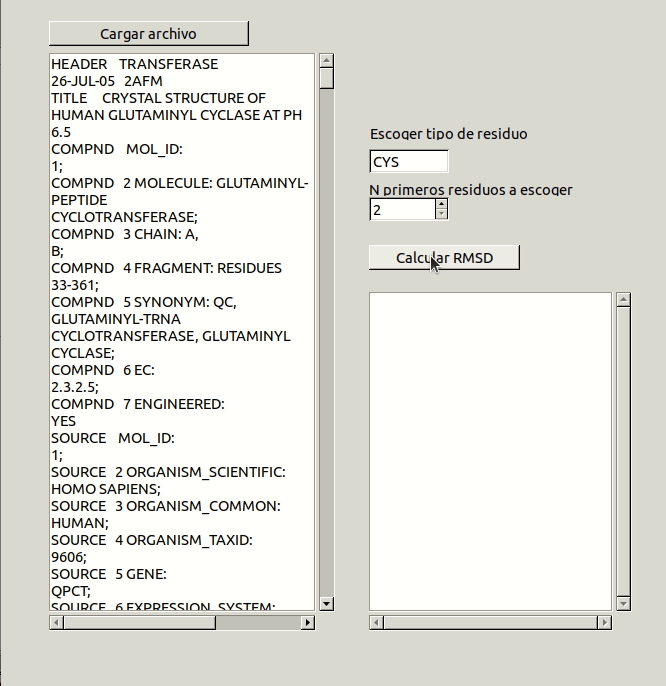 Cargar archivo
HEADER   TRANSFERASE
26-JUL-05   2AFM
TITLE     CRYSTAL STRUCTURE OF
HUMAN GLUTAMINYL CYCLASE AT PH
6.5
COMPND   MOL_ID:
1;
COMPND   2 MOLECULE: GLUTAMINYL-
PEPTIDE
CYCLOTRANSFERASE;
COMPND   3 CHAIN: A,
B;
COMPND   4 FRAGMENT: RESIDUES
33-361;
COMPND   5 SYNONYM: QC,
GLUTAMINYL-TRNA
CYCLOTRANSFERASE, GLUTAMINYL
CYCLASE;
COMPND   6 EC:
2.3.2.5;
COMPND   7 ENGINEERED:
YES
SOURCE   MOL_ID:
1;
SOURCE   2 ORGANISM_SCIENTIFIC:
HOMO SAPIENS;
SOURCE   3 ORGANISM_COMMON:
HUMAN;
SOURCE   4 ORGANISM_TAXID:
9606;
SOURCE   5 GENE:
QPCT;
SOURCE   6 EXPRESSION_SYSTEM:
Escoger tipo de residuo
CYS
N primeros residuos a escoger
2
Calcular RMSD